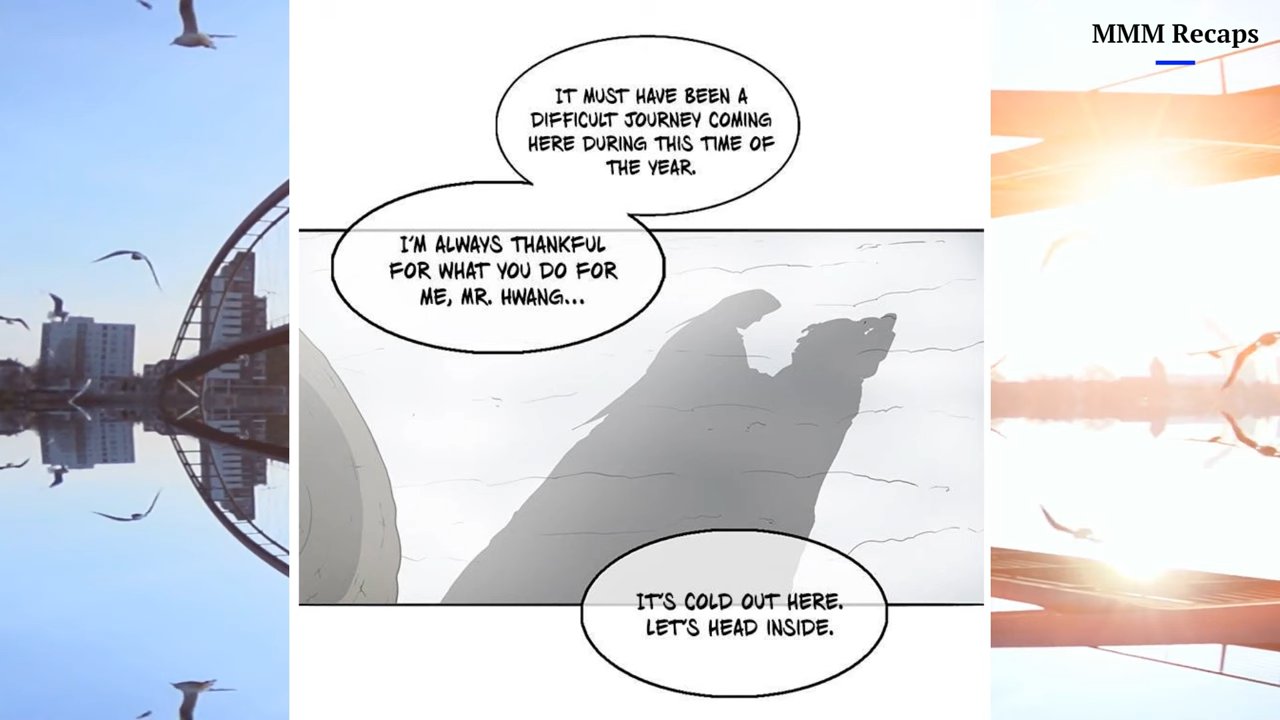 MMM Recaps
IT MUST HAVE BEEN A
DIFFICULT JOURNEY COMING
HERE DURING THIS TIME OF
THE YEAR.
I'M ALWAYS THANKFUL
FOR WHAT YOU DO FOR
ME, MR. HWANG...
IT'S COLD OUT HERE.
LET'S HEAD INSIDE.